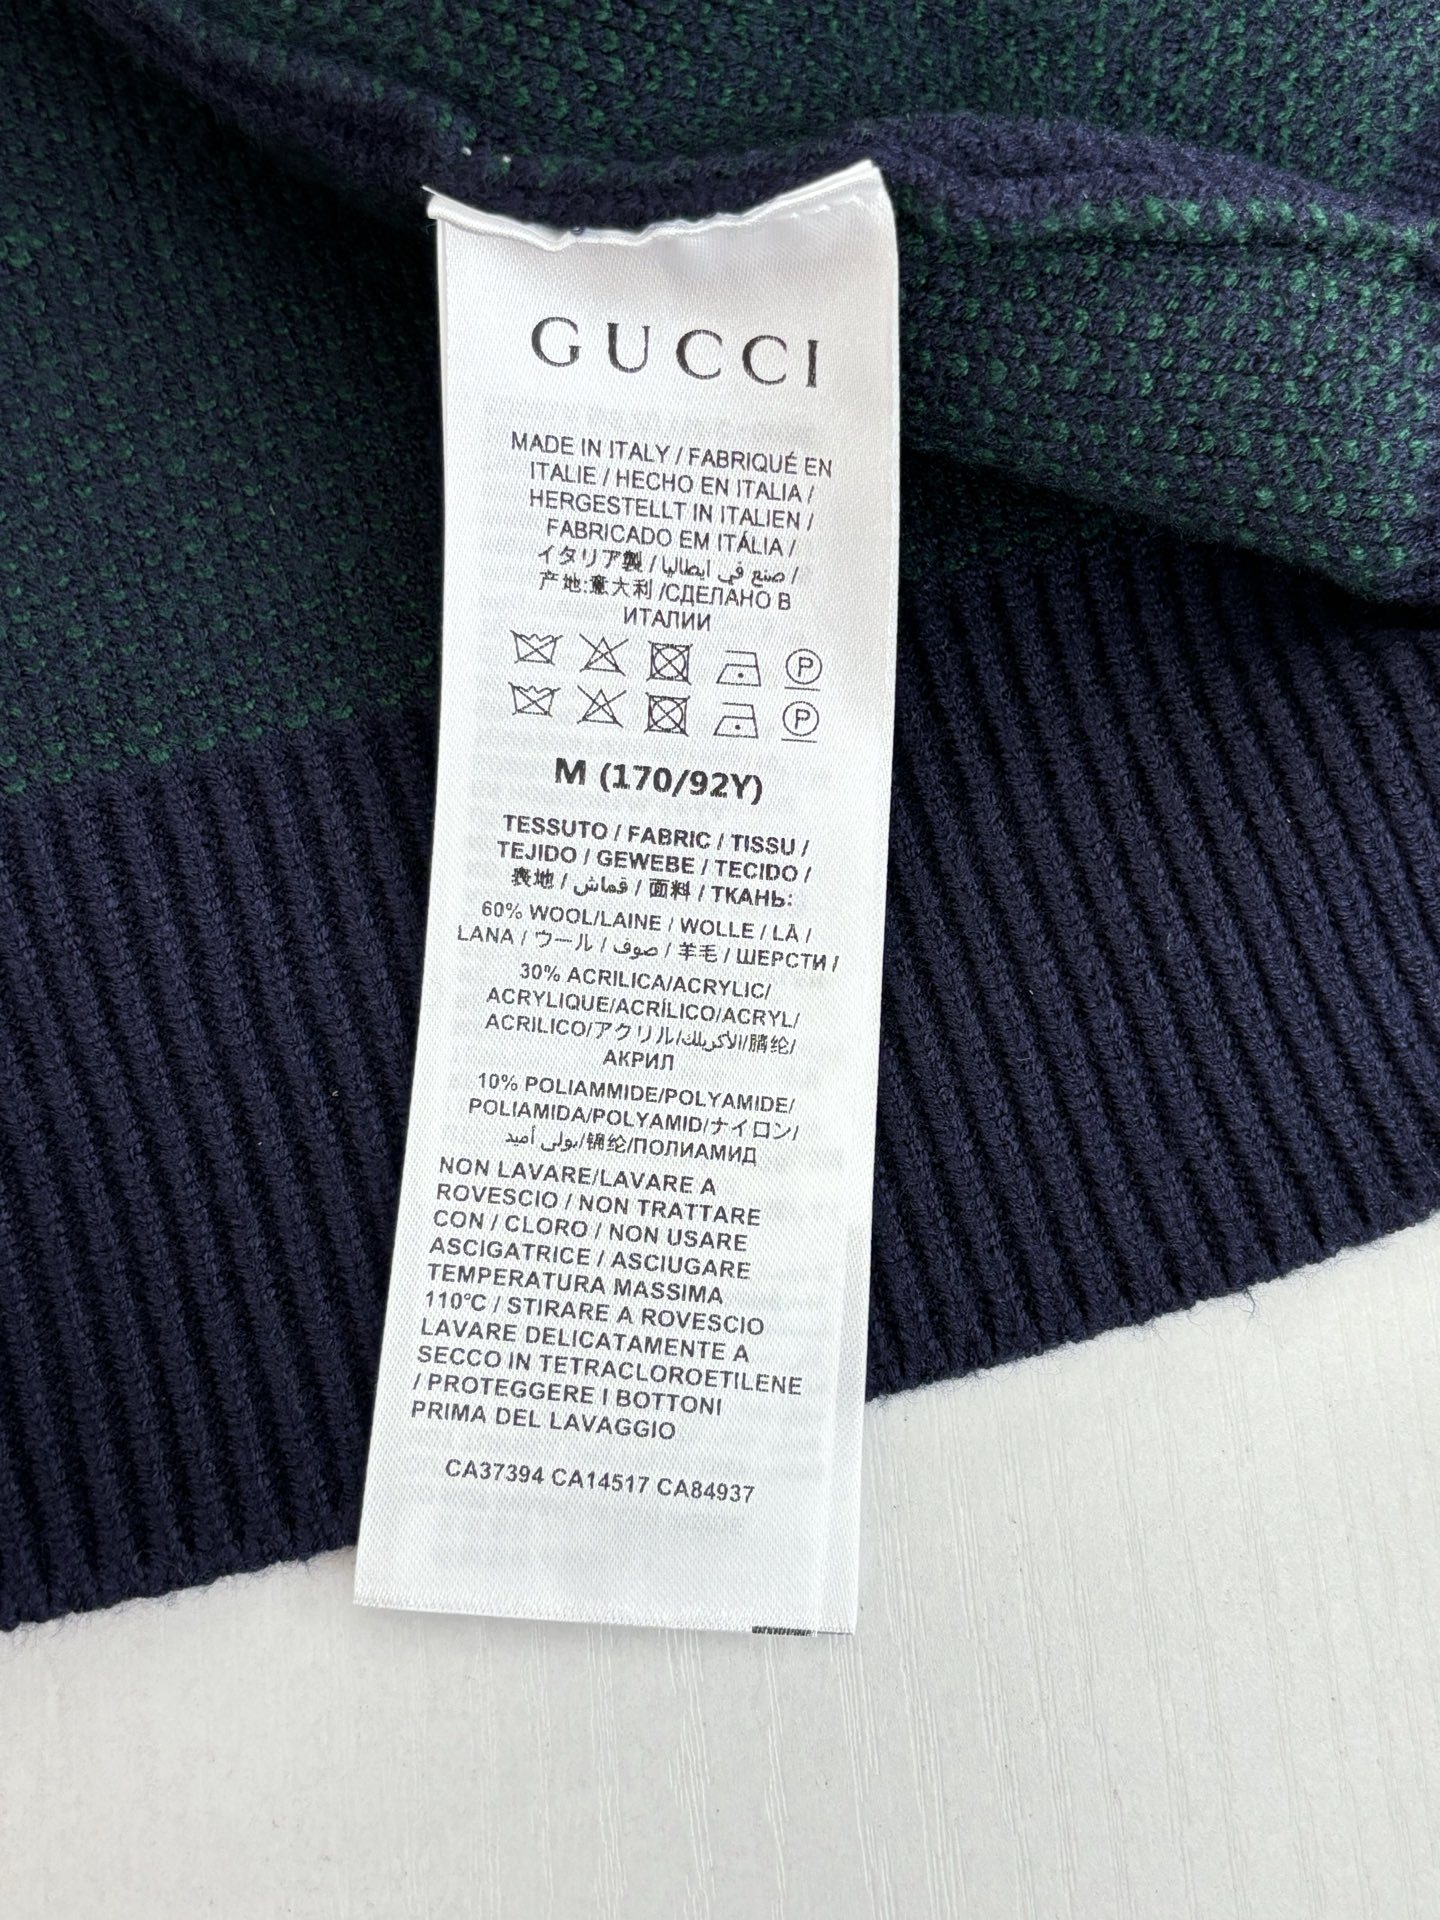 GUCCI
MADE IN ITALY / FABRIQUÉ EN
ITALIE / HECHO EN ITALIA /
HERGESTELLT IN ITALIEN /
FABRICADO EM ITÁLIA /
イタリア製 / صنع في ايطاليا /
产地:意大利 /СДЕЛАНО В
ИТАЛИИ
P
P
M (170/92Y)
TESSUTO / FABRIC / TISSU /
TEJIDO / GEWEBE / TECIDO /
表地 / قماش / 面料 / ТКАНЬ:
60% WOOL/LAINE / WOLLE / LÃ /
LANA / ウール / صوف / 羊毛 / ШЕРСТИ /
30% ACRILICA/ACRYLIC/
ACRYLIQUE/ACRÍLICO/ACRYL/
ACRILICO/アクリル/الأكريلك/腈纶/
АКРИЛ
10% POLIAMMIDE/POLYAMIDE/
POLIAMIDA/POLYAMID/ナイロン/
بولي أميد/锦纶/ПОЛИАМИД
NON LAVARE/LAVARE A
ROVESCIO / NON TRATTARE
CON / CLORO / NON USARE
ASCIGATRICE / ASCIUGARE
TEMPERATURA MASSIMA
110°C / STIRARE A ROVESCIO
LAVARE DELICATAMENTE A
SECCO IN TETRACLOROETILENE
/ PROTEGGERE I BOTTONI
PRIMA DEL LAVAGGIO
CA37394 CA14517 CA84937